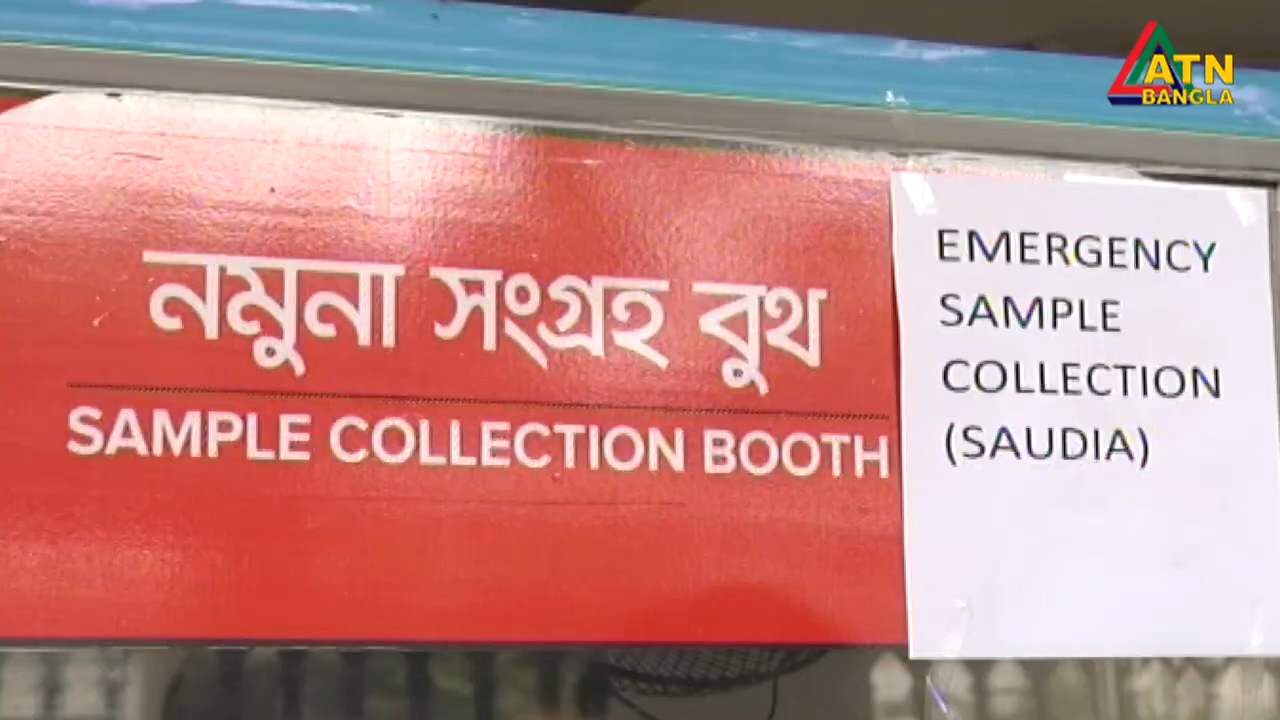 ATN
BANGLA
নমুনা সংগ্রহ বুথ
SAMPLE COLLECTION BOOTH
EMERGENCY
SAMPLE
COLLECTION
(SAUDIA)